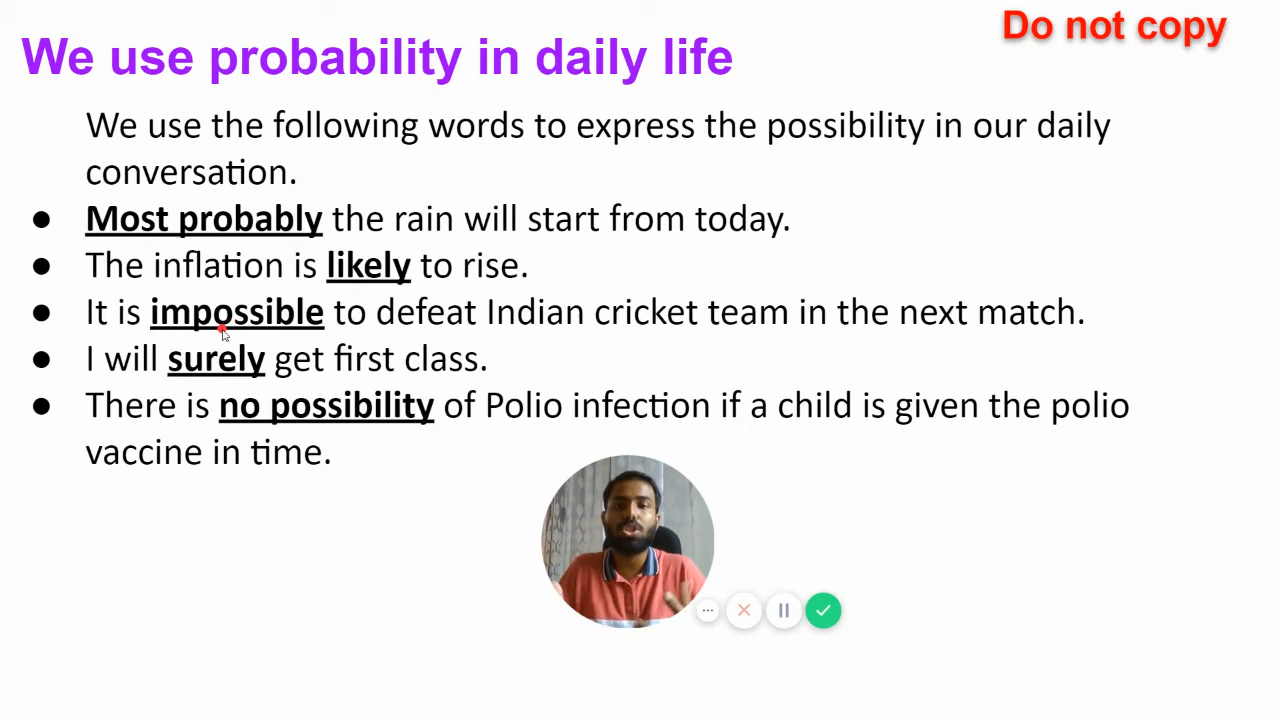 Do not copy
We use probability in daily life
We use the following words to express the possibility in our daily
conversation.
● Most probably the rain will start from today.
● The inflation is likely to rise.
● It is impossible to defeat Indian cricket team in the next match.
● I will surely get first class.
● There is no possibility of Polio infection if a child is given the polio
vaccine in time.